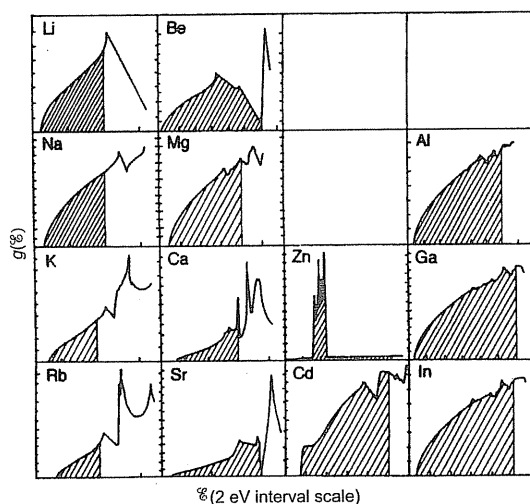 Li Be
Na Mg Al
K Ca Zn Ga
Rb Sr Cd In
g(ℰ)
ℰ (2 eV interval scale)